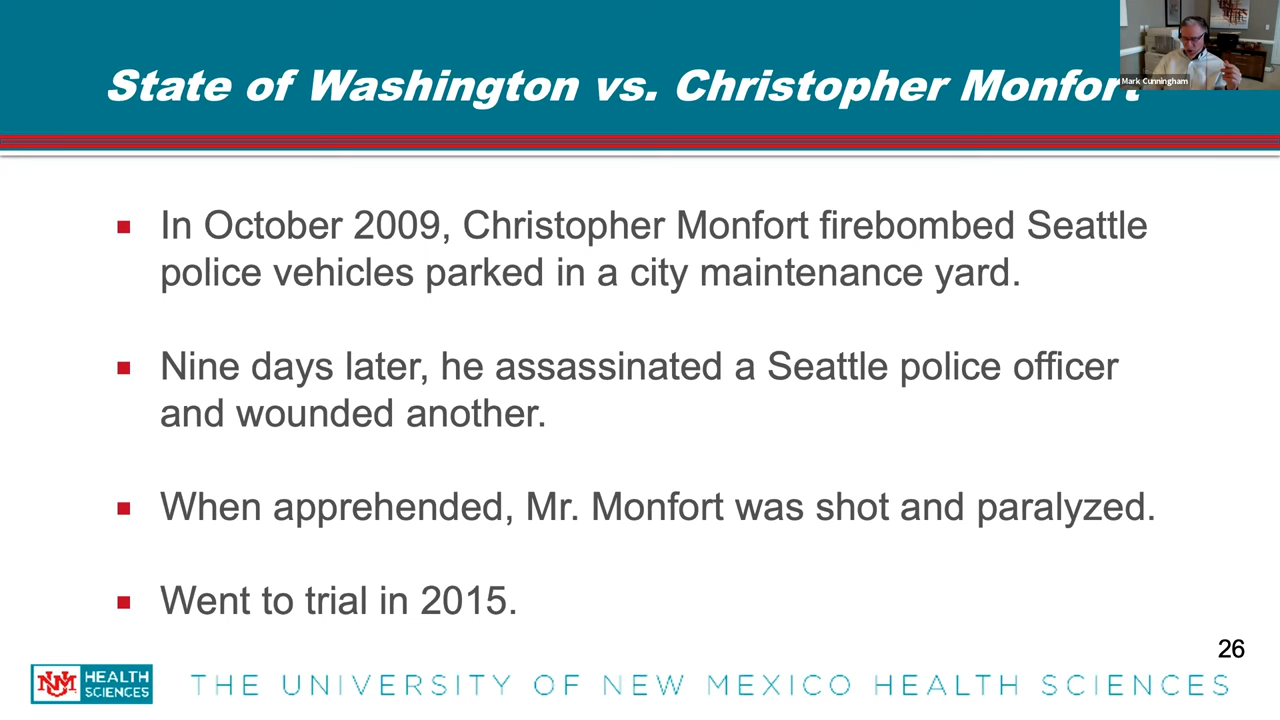 State of Washington vs. Christopher Monfort
Mark Cunningham
■ In October 2009, Christopher Monfort firebombed Seattle
police vehicles parked in a city maintenance yard.
■ Nine days later, he assassinated a Seattle police officer
and wounded another.
■ When apprehended, Mr. Monfort was shot and paralyzed.
■ Went to trial in 2015.
26
UNM HEALTH
SCIENCES
THE UNIVERSITY OF NEW MEXICO HEALTH SCIENCES